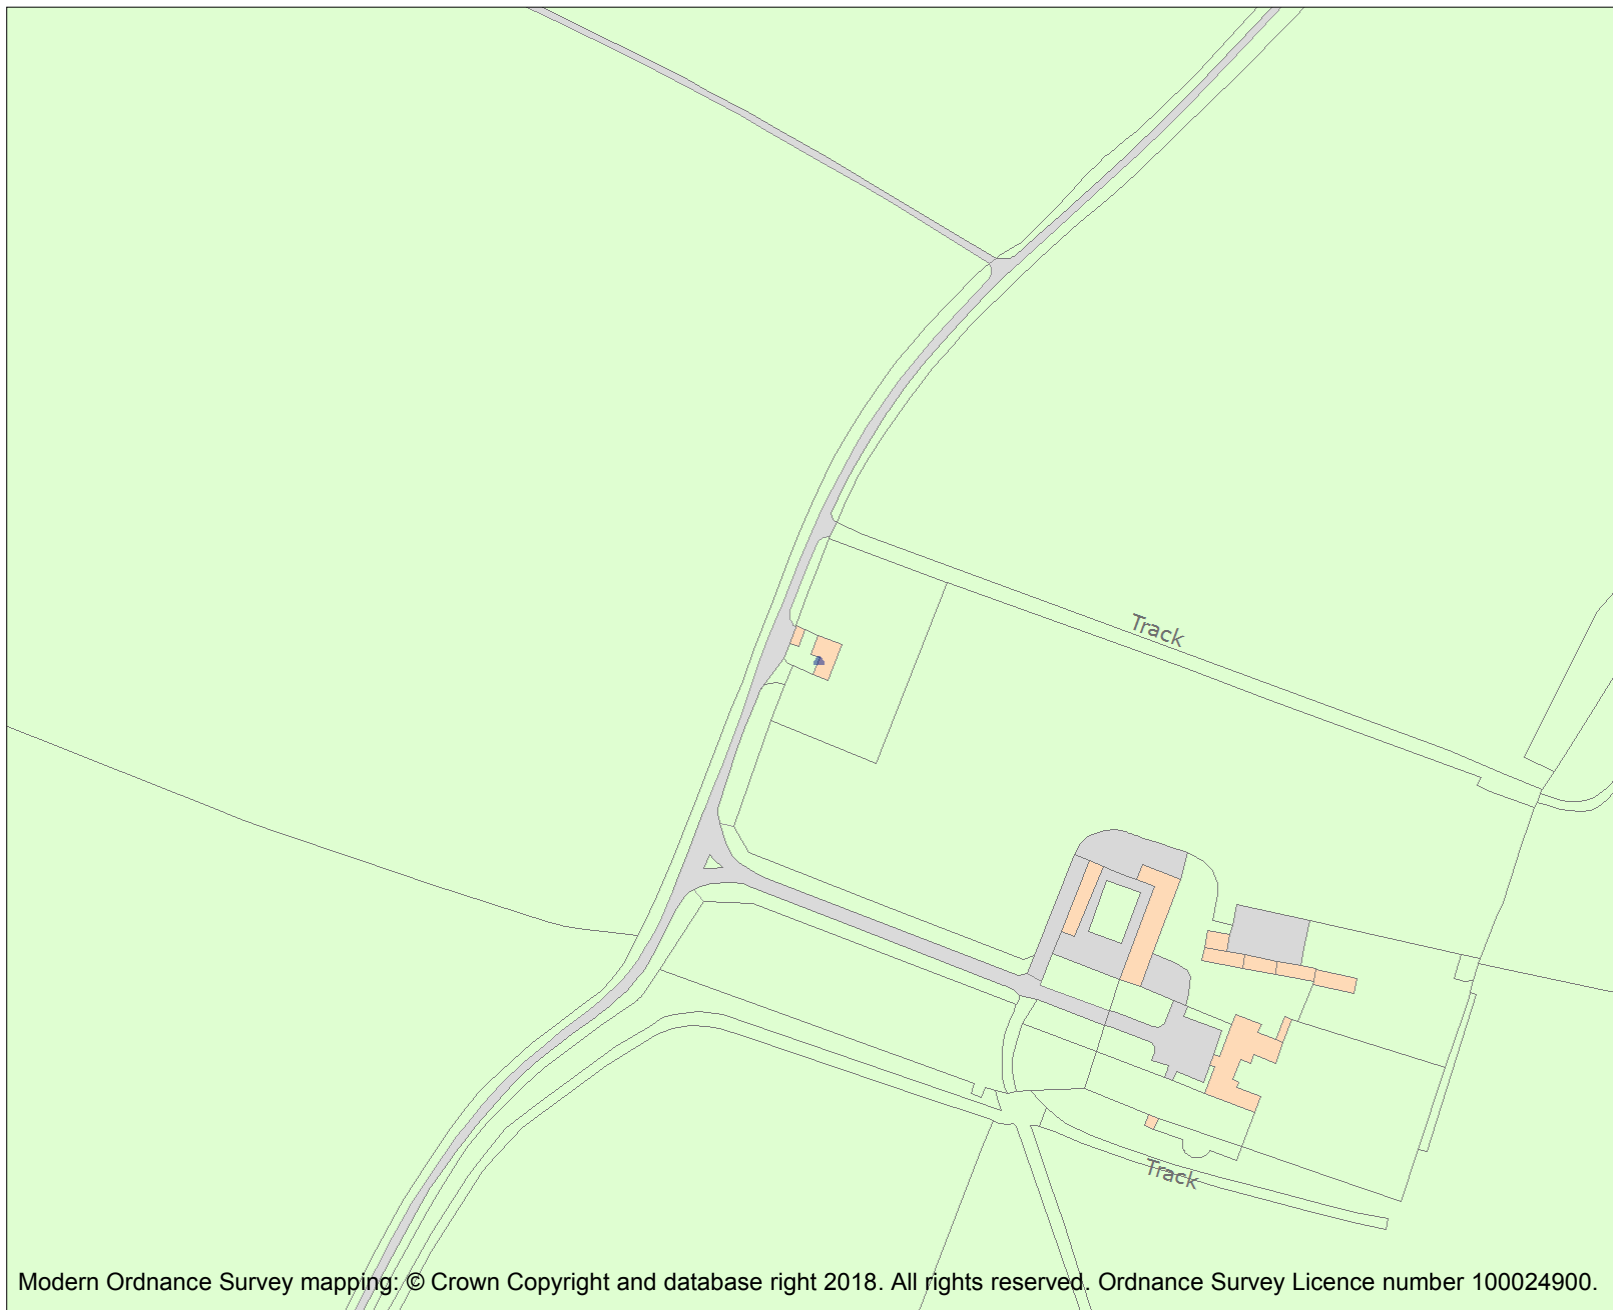 Track
Track
Modern Ordnance Survey mapping: © Crown Copyright and database right 2018. All rights reserved. Ordnance Survey Licence number 100024900.